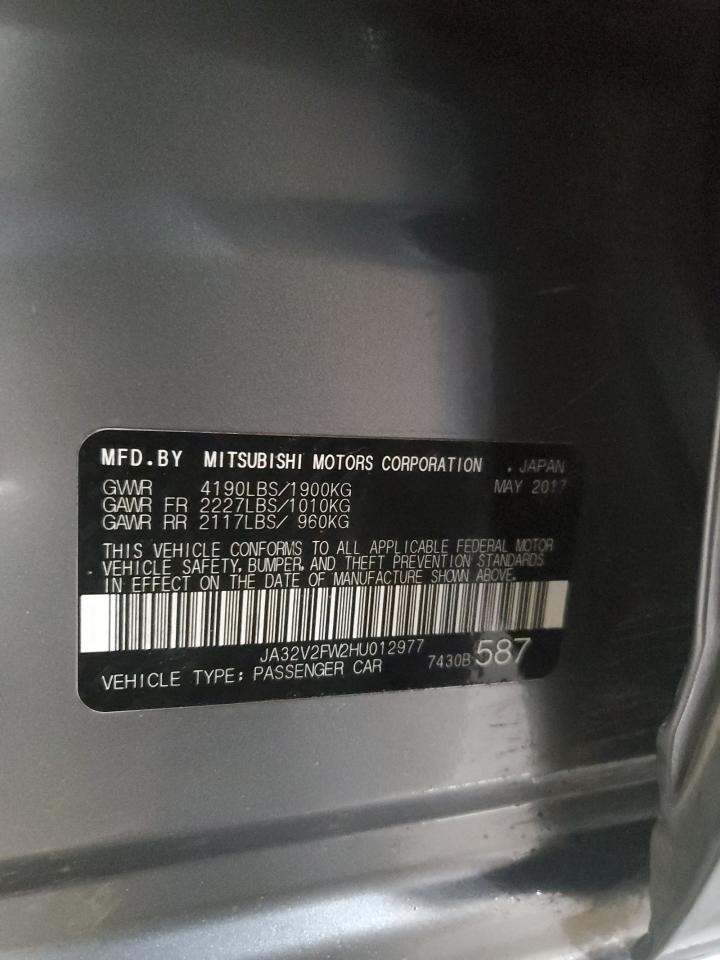 MFD.BY MITSUBISHI MOTORS CORPORATION . JAPAN
GVWR 4190LBS/1900KG MAY 2017
GAWR FR 2227LBS/1010KG
GAWR RR 2117LBS/ 960KG
THIS VEHICLE CONFORMS TO ALL APPLICABLE FEDERAL MOTOR
VEHICLE SAFETY, BUMPER, AND THEFT PREVENTION STANDARDS
IN EFFECT ON THE DATE OF MANUFACTURE SHOWN ABOVE.
JA32V2FW2HU012977
VEHICLE TYPE: PASSENGER CAR 7430B 587